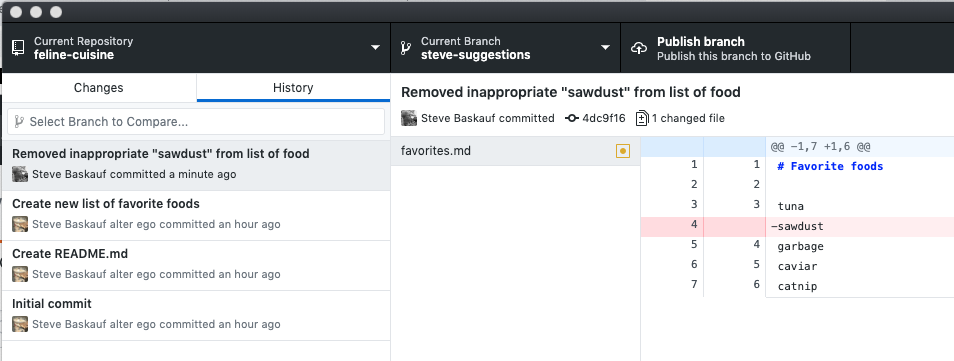 Current Repository
feline-cuisine
Current Branch
steve-suggestions
Publish branch
Publish this branch to GitHub
Changes
History
Select Branch to Compare...
Removed inappropriate "sawdust" from list of food
Steve Baskauf committed a minute ago
Create new list of favorite foods
Steve Baskauf alter ego committed an hour ago
Create README.md
Steve Baskauf alter ego committed an hour ago
Initial commit
Steve Baskauf alter ego committed an hour ago
Removed inappropriate "sawdust" from list of food
Steve Baskauf committed 4dc9f16 1 changed file
favorites.md
@@ -1,7 +1,6 @@
1 1 # Favorite foods
2 2
3 3 tuna
4 -sawdust
5 4 garbage
6 5 caviar
7 6 catnip